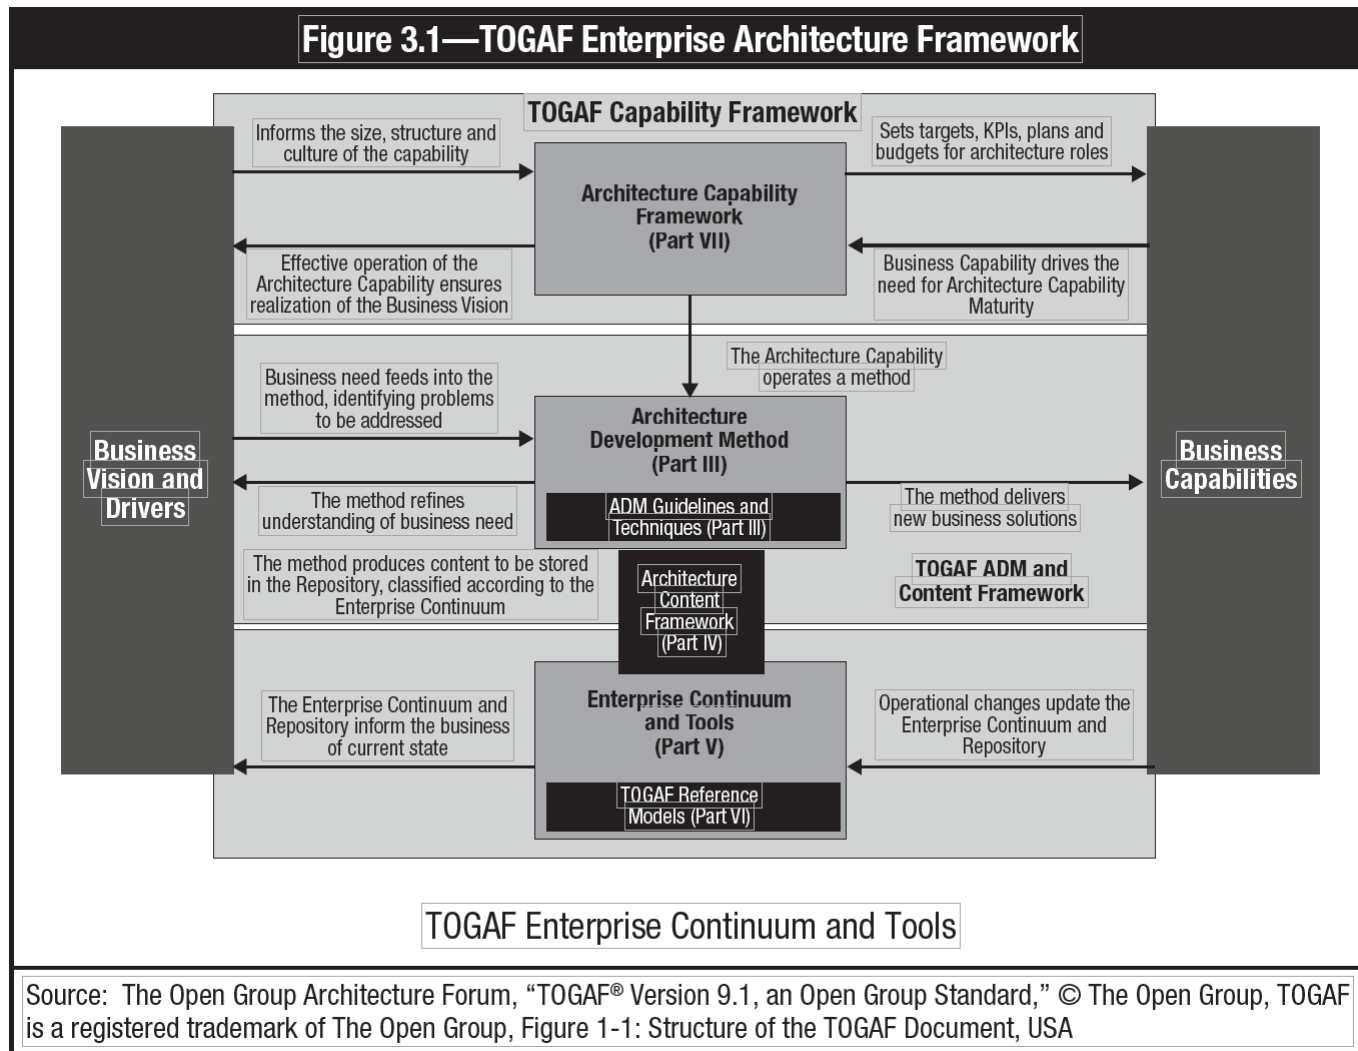 Figure 3.1—TOGAF Enterprise Architecture Framework
TOGAF Capability Framework
Informs the size, structure and
culture of the capability
Sets targets, KPIs, plans and
budgets for architecture roles
Architecture Capability
Framework
(Part VII)
Effective operation of the
Architecture Capability ensures
realization of the Business Vision
Business Capability drives the
need for Architecture Capability
Maturity
The Architecture Capability
operates a method
Business need feeds into the
method, identifying problems
to be addressed
Architecture
Development Method
(Part III)
Business
Vision and
Drivers
Business
Capabilities
The method refines
understanding of business need
ADM Guidelines and
Techniques (Part III)
The method delivers
new business solutions
The method produces content to be stored
in the Repository, classified according to the
Enterprise Continuum
Architecture
Content
Framework
(Part IV)
TOGAF ADM and
Content Framework
The Enterprise Continuum and
Repository inform the business
of current state
Enterprise Continuum
and Tools
(Part V)
Operational changes update the
Enterprise Continuum and
Repository
TOGAF Reference
Models (Part VI)
TOGAF Enterprise Continuum and Tools
Source: The Open Group Architecture Forum, “TOGAF® Version 9.1, an Open Group Standard,” © The Open Group, TOGAF
is a registered trademark of The Open Group, Figure 1-1: Structure of the TOGAF Document, USA